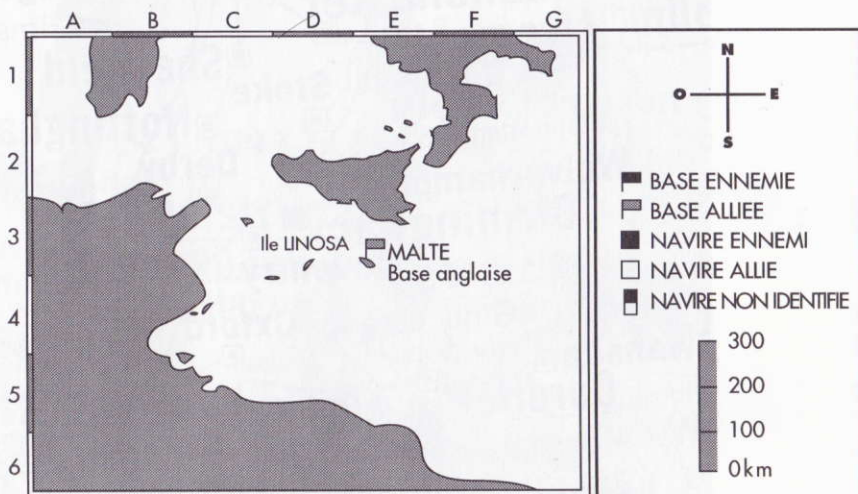 A B C D E F G
1
2
3
4
5
6
Ile LINOSA
MALTE
Base anglaise
N
O E
S
BASE ENNEMIE
BASE ALLIEE
NAVIRE ENNEMI
NAVIRE ALLIE
NAVIRE NON IDENTIFIE
300
200
100
0km